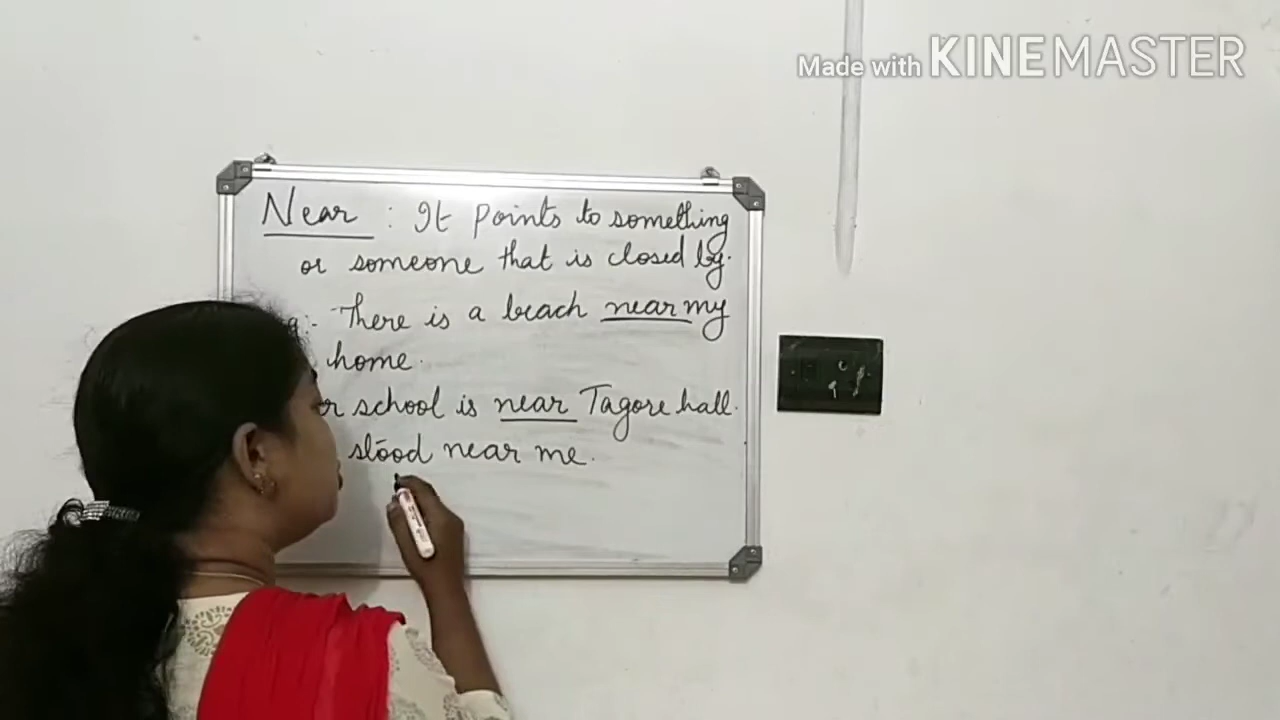 Made with KINEMASTER
Near : It points to something
or someone that is closed by.
g:- There is a beach near my
home.
r school is near Tagore hall.
stood near me.